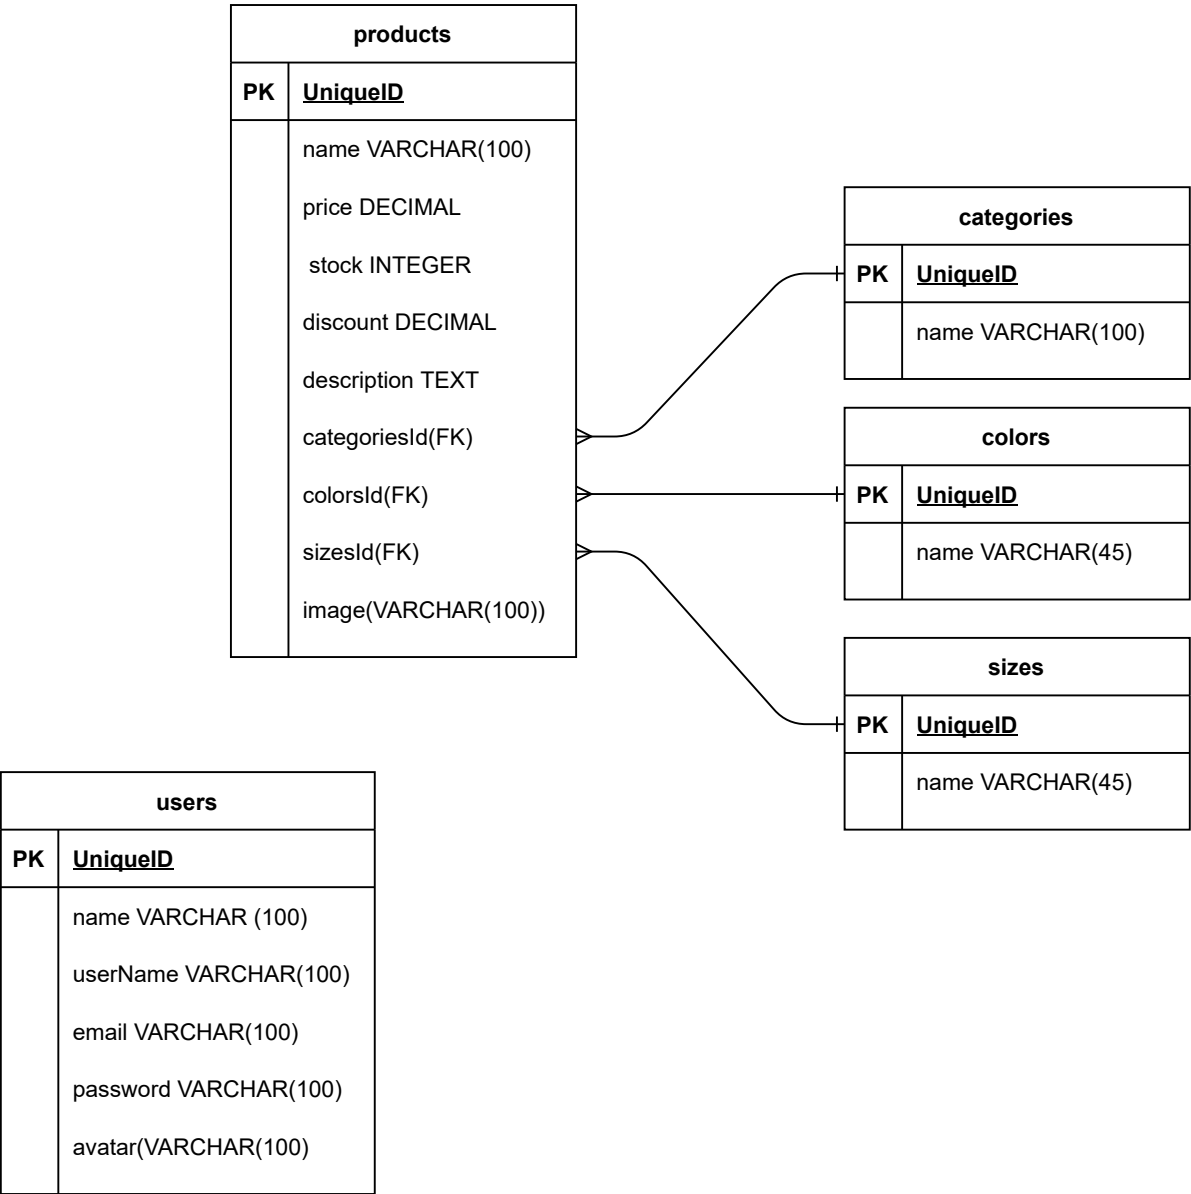 products
PK UniqueID
name VARCHAR(100)
price DECIMAL
stock INTEGER
discount DECIMAL
description TEXT
categoriesId(FK)
colorsId(FK)
sizesId(FK)
image(VARCHAR(100))
categories
PK UniqueID
name VARCHAR(100)
colors
PK UniqueID
name VARCHAR(45)
sizes
PK UniqueID
name VARCHAR(45)
users
PK UniqueID
name VARCHAR (100)
userName VARCHAR(100)
email VARCHAR(100)
password VARCHAR(100)
avatar(VARCHAR(100)